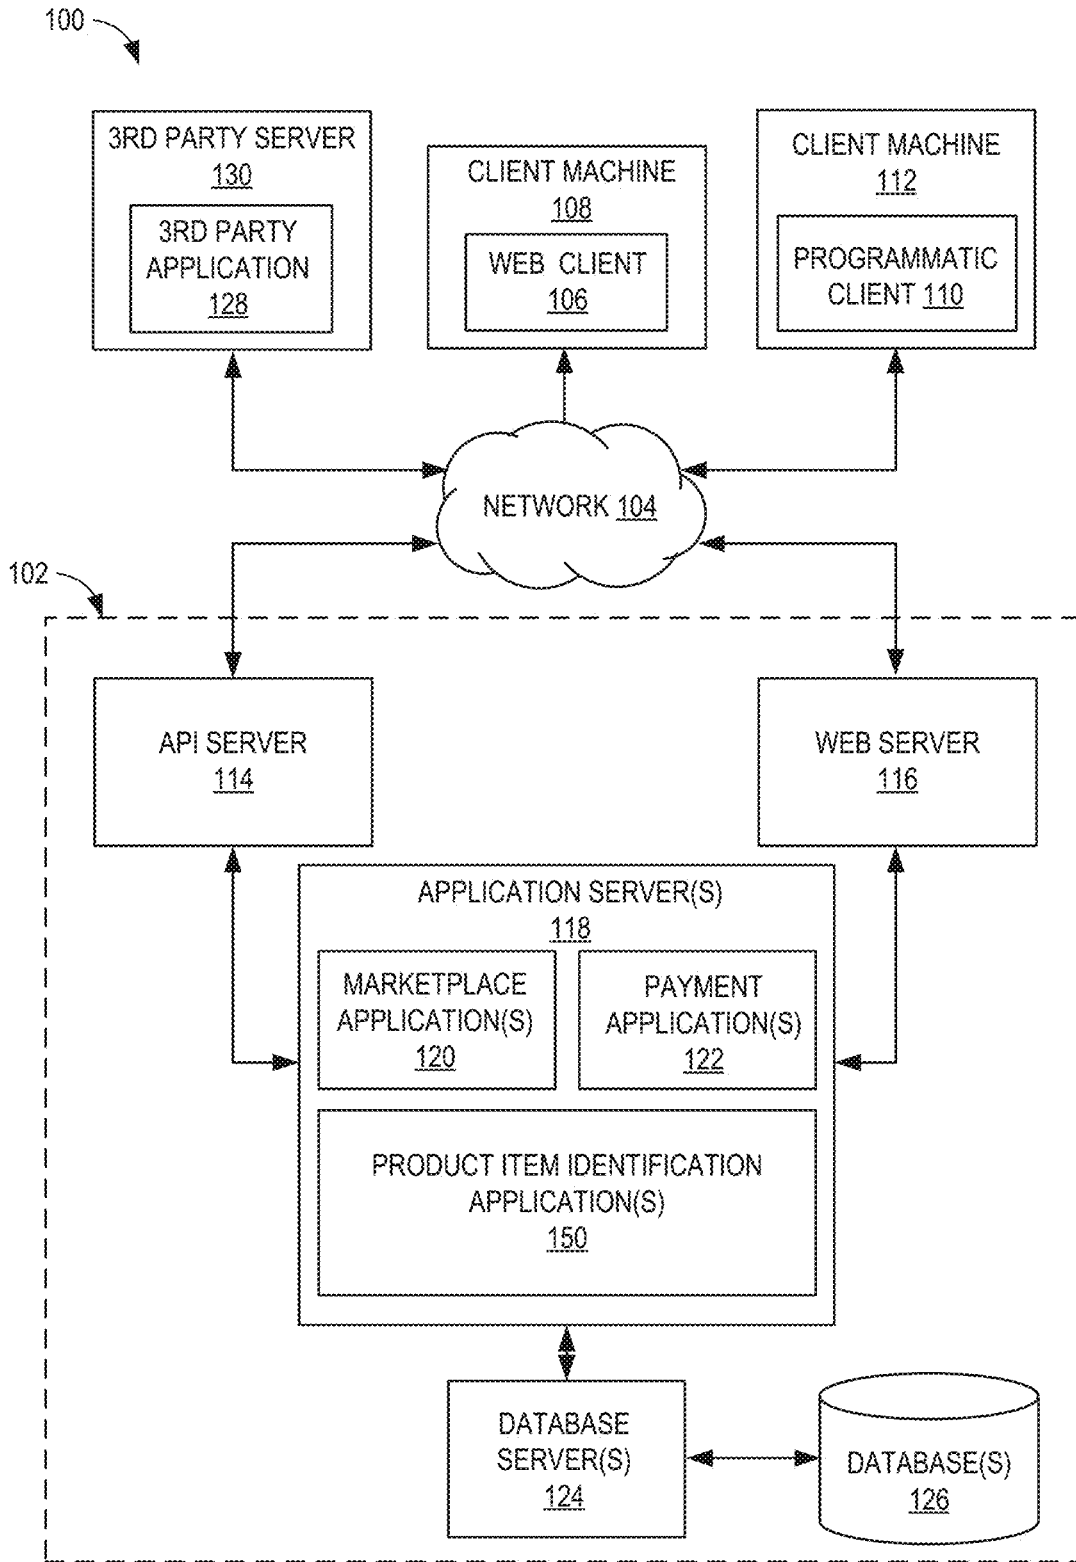 100
3RD PARTY SERVER
130
3RD PARTY
APPLICATION
128
CLIENT MACHINE
108
WEB CLIENT
106
CLIENT MACHINE
112
PROGRAMMATIC
CLIENT 110
NETWORK 104
102
API SERVER
114
WEB SERVER
116
APPLICATION SERVER(S)
118
MARKETPLACE
APPLICATION(S)
120
PAYMENT
APPLICATION(S)
122
PRODUCT ITEM IDENTIFICATION
APPLICATION(S)
150
DATABASE
SERVER(S)
124
DATABASE(S)
126